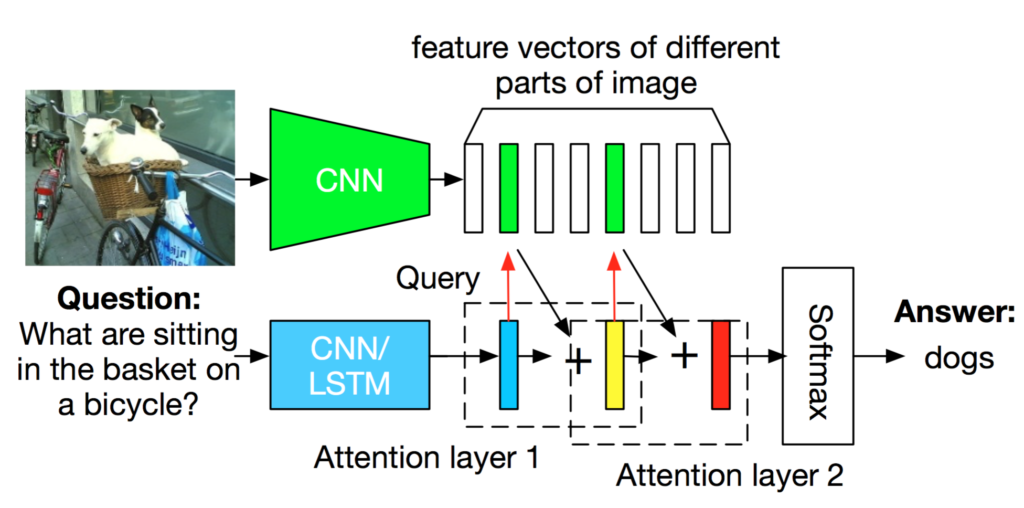 feature vectors of different
parts of image
CNN
Query
Question:
What are sitting
in the basket on
a bicycle?
CNN/
LSTM
+
+
Softmax
Answer:
dogs
Attention layer 1
Attention layer 2